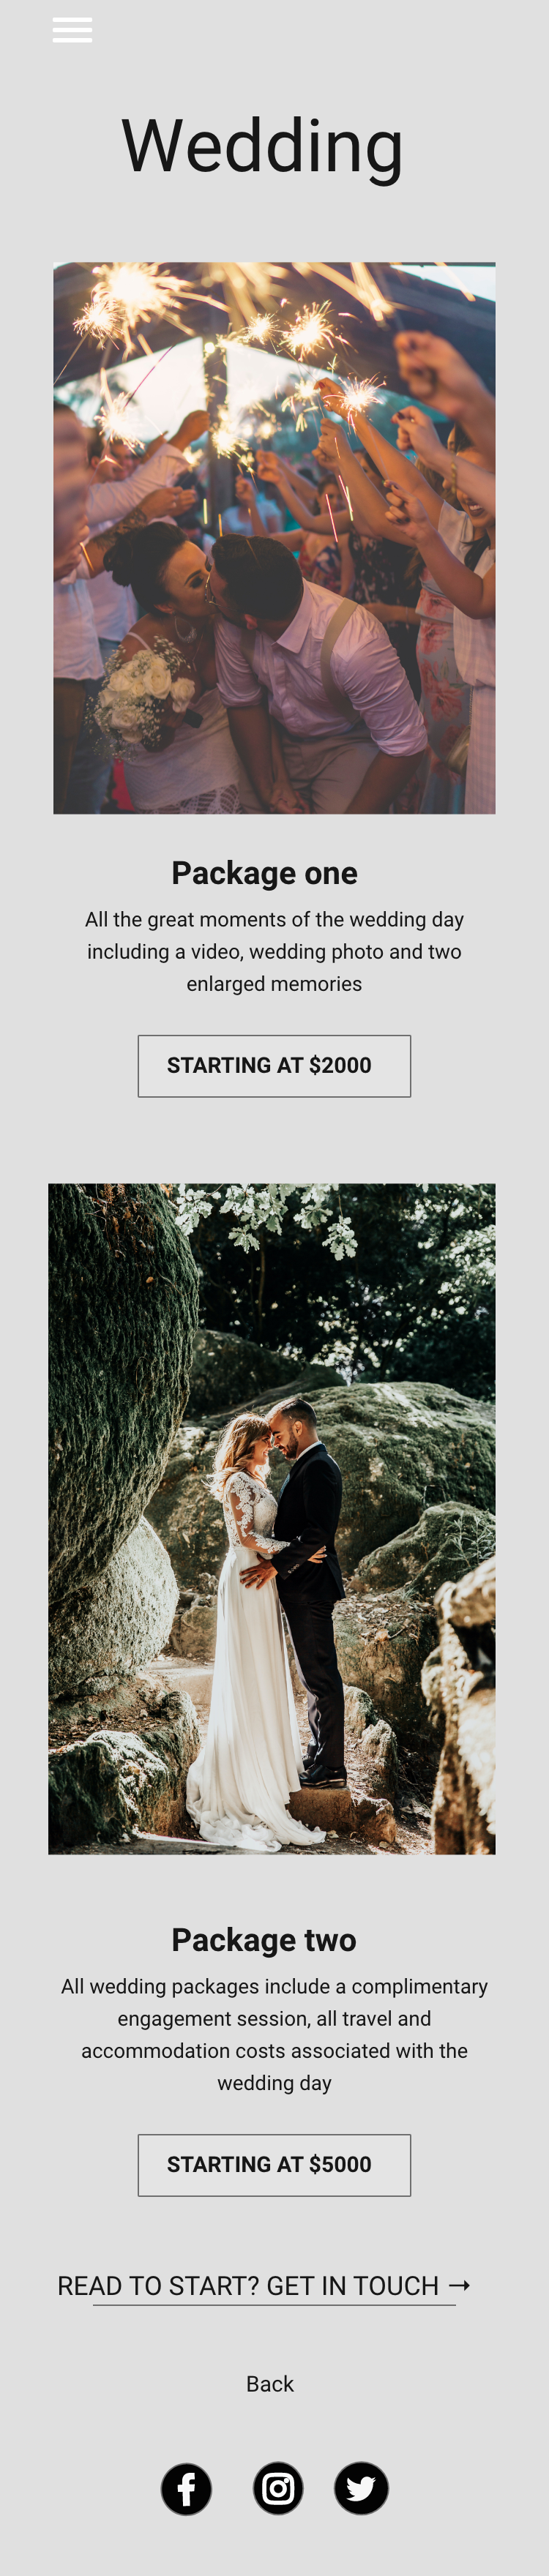 Wedding
Package one
All the great moments of the wedding day
including a video, wedding photo and two
enlarged memories
STARTING AT $2000
Package two
All wedding packages include a complimentary
engagement session, all travel and
accommodation costs associated with the
wedding day
STARTING AT $5000
READ TO START? GET IN TOUCH →
Back